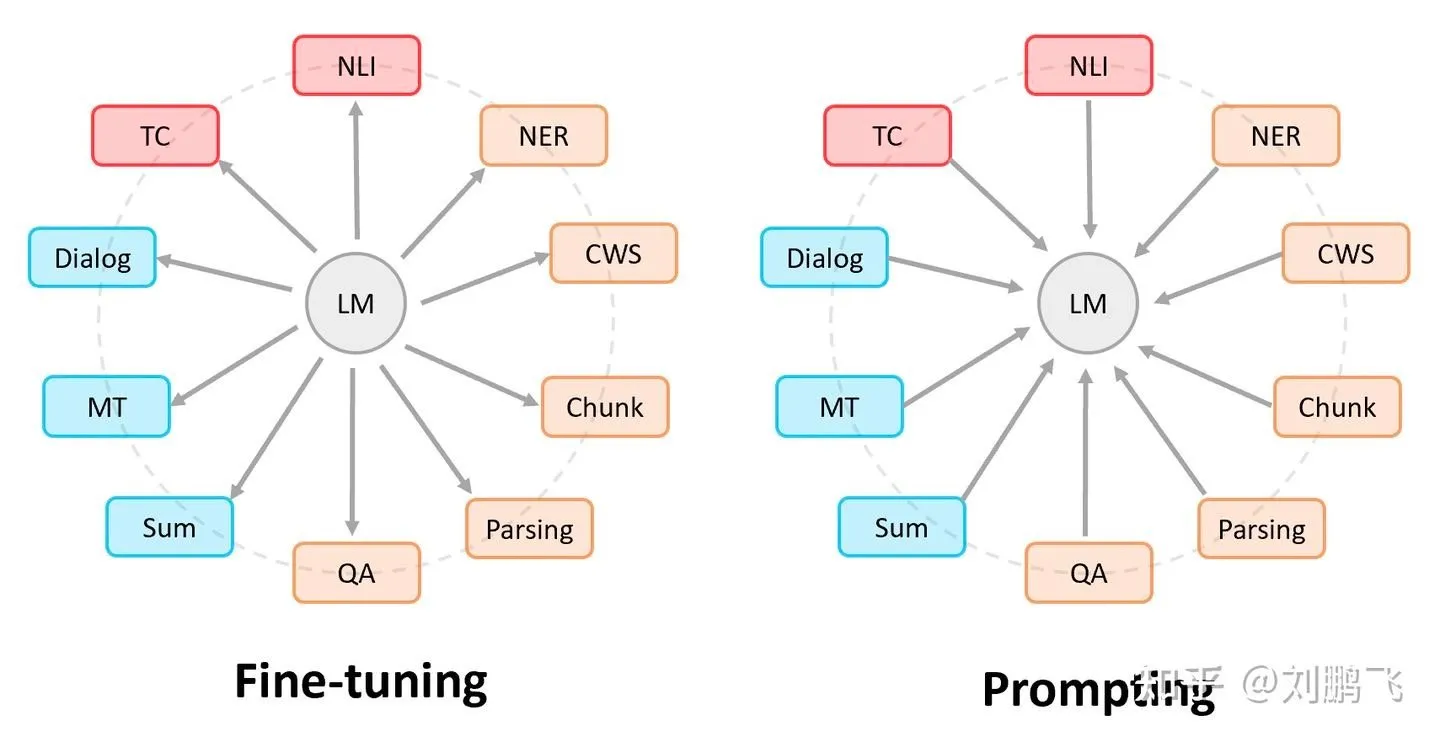 NLI
TC
NER
Dialog
CWS
LM
MT
Chunk
Sum
Parsing
QA
Fine-tuning
NLI
TC
NER
Dialog
CWS
LM
MT
Chunk
Sum
Parsing
QA
Prompting
知乎 @刘鹏飞